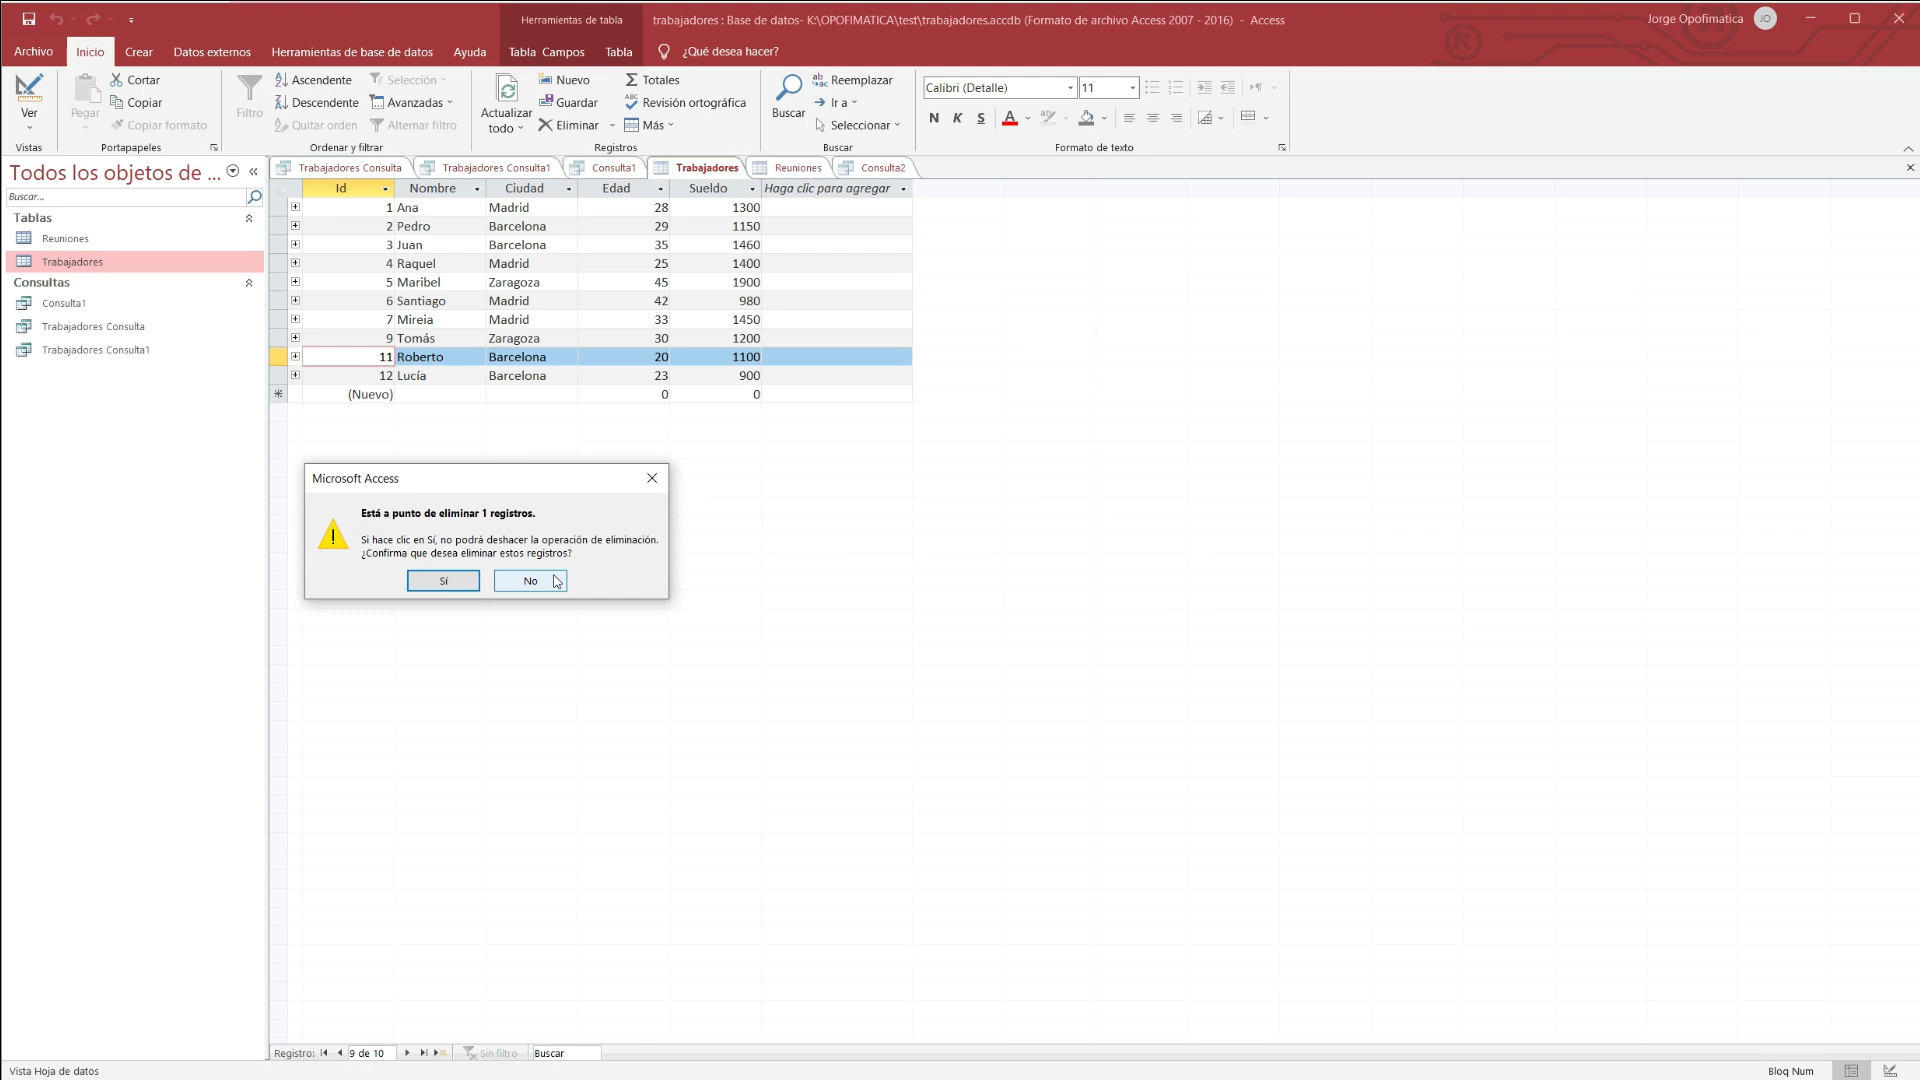 Herramientas de tabla
trabajadores : Base de datos- K:\OPOFIMATICA\test\trabajadores.accdb (Formato de archivo Access 2007 - 2016) - Access
Jorge Opofimatica
JO
Archivo
Inicio
Crear
Datos externos
Herramientas de base de datos
Ayuda
Tabla Campos
Tabla
¿Qué desea hacer?
Ver
Vistas
Pegar
Cortar
Copiar
Copiar formato
Portapapeles
Filtro
Ascendente
Descendente
Quitar orden
Selección
Avanzadas
Alternar filtro
Ordenar y filtrar
Actualizar
todo
Nuevo
Guardar
Eliminar
Totales
Revisión ortográfica
Más
Registros
Buscar
Reemplazar
Ir a
Seleccionar
Buscar
Calibri (Detalle)
11
N K S A
Formato de texto
Todos los objetos de ...
Buscar...
Tablas
Reuniones
Trabajadores
Consultas
Consulta1
Trabajadores Consulta
Trabajadores Consulta1
Trabajadores Consulta
Trabajadores Consulta1
Consulta1
Trabajadores
Reuniones
Consulta2
Id Nombre Ciudad Edad Sueldo Haga clic para agregar
1 Ana Madrid 28 1300
2 Pedro Barcelona 29 1150
3 Juan Barcelona 35 1460
4 Raquel Madrid 25 1400
5 Maribel Zaragoza 45 1900
6 Santiago Madrid 42 980
7 Mireia Madrid 33 1450
9 Tomás Zaragoza 30 1200
11 Roberto Barcelona 20 1100
12 Lucía Barcelona 23 900
(Nuevo) 0 0
Microsoft Access
Está a punto de eliminar 1 registros.
Si hace clic en Sí, no podrá deshacer la operación de eliminación.
¿Confirma que desea eliminar estos registros?
Sí
No
Registro: 9 de 10 Sin filtro Buscar
Vista Hoja de datos
Bloq Num